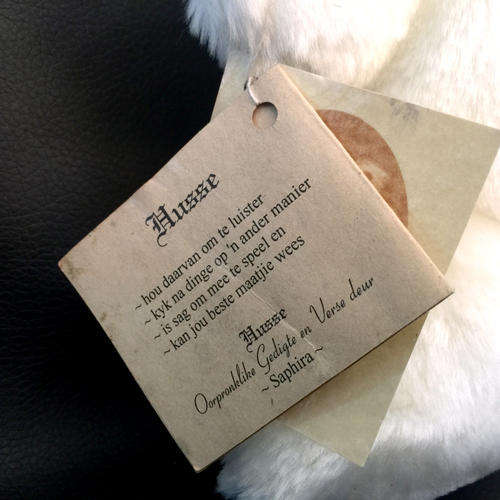 Husse
~ hou daarvan om te luister
~ kyk na dinge op 'n ander manier
~ is sag om mee te speel en
~ kan jou beste maatjie wees
Husse
Oorpronklike Gedigte en Verse deur
~ Saphira ~